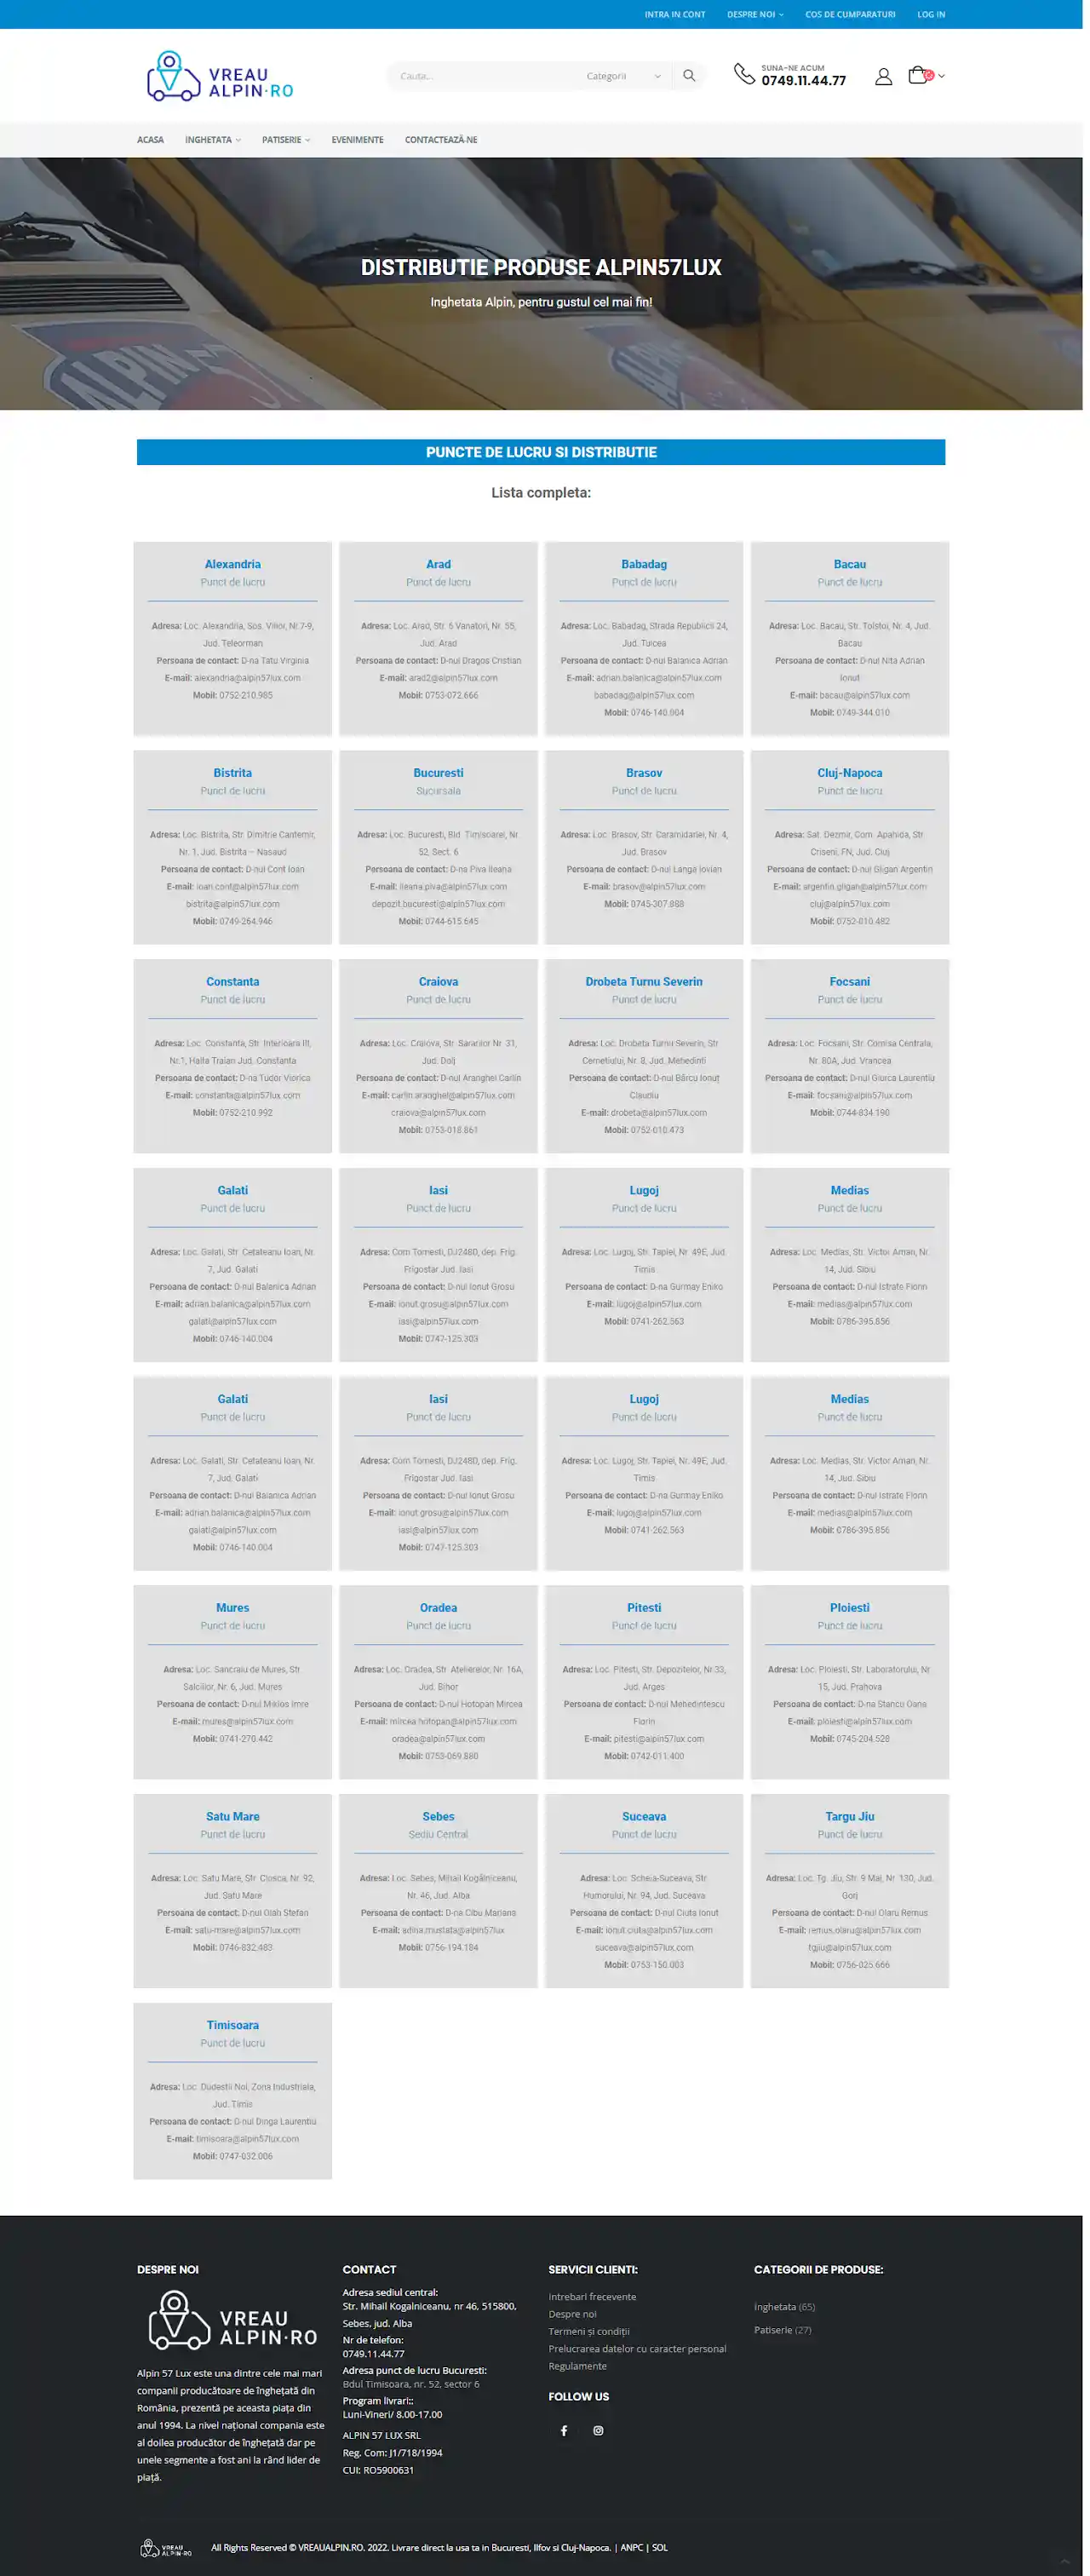 INTRA IN CONT
DESPRE NOI
COS DE CUMPARATURI
LOG IN
VREAU
ALPIN·RO
Cauta...
Categorii
SUNA-NE ACUM
0749.11.44.77
ACASA
INGHETATA
PATISERIE
EVENIMENTE
CONTACTEAZĂ-NE
ALPIN
DISTRIBUTIE PRODUSE ALPIN57LUX
Inghetata Alpin, pentru gustul cel mai fin!
PUNCTE DE LUCRU SI DISTRIBUTIE
Lista completa:
Alexandria
Punct de lucru
Adresa: Loc. Alexandria, Sos. Viilor, Nr.7-9,
Jud. Teleorman
Persoana de contact: D-na Tatu Virginia
E-mail: alexandria@alpin57lux.com
Mobil: 0752-210.985
Arad
Punct de lucru
Adresa: Loc. Arad, Str. 6 Vanatori, Nr. 55,
Jud. Arad
Persoana de contact: D-nul Dragos Cristian
E-mail: arad2@alpin57lux.com
Mobil: 0753-072.666
Babadag
Punct de lucru
Adresa: Loc. Babadag, Strada Republicii 24,
Jud. Tulcea
Persoana de contact: D-nul Balanica Adrian
E-mail: adrian.balanica@alpin57lux.com
babadag@alpin57lux.com
Mobil: 0746-140.004
Bacau
Punct de lucru
Adresa: Loc. Bacau, Str. Tolstoi, Nr. 4, Jud.
Bacau
Persoana de contact: D-nul Nita Adrian
Ionut
E-mail: bacau@alpin57lux.com
Mobil: 0749-344.010
Bistrita
Punct de lucru
Adresa: Loc. Bistrita, Str. Dimitrie Cantemir,
Nr. 1, Jud. Bistrita – Nasaud
Persoana de contact: D-nul Cont Ioan
E-mail: ioan.cont@alpin57lux.com
bistrita@alpin57lux.com
Mobil: 0749-264.946
Bucuresti
Sucursala
Adresa: Loc. Bucuresti, Bld. Timisoarei, Nr.
52, Sect. 6
Persoana de contact: D-na Piva Ileana
E-mail: ileana.piva@alpin57lux.com
depozit.bucuresti@alpin57lux.com
Mobil: 0744-615.645
Brasov
Punct de lucru
Adresa: Loc. Brasov, Str. Caramidariei, Nr. 4,
Jud. Brasov
Persoana de contact: D-nul Langa Iovian
E-mail: brasov@alpin57lux.com
Mobil: 0745-307.888
Cluj-Napoca
Punct de lucru
Adresa: Sat. Dezmir, Com. Apahida, Str.
Criseni, FN, Jud. Cluj
Persoana de contact: D-nul Gligan Argentin
E-mail: argentin.gligan@alpin57lux.com
cluj@alpin57lux.com
Mobil: 0752-010.482
Constanta
Punct de lucru
Adresa: Loc. Constanta, Str. Interioara III,
Nr.1, Halta Traian Jud. Constanta
Persoana de contact: D-na Tudor Viorica
E-mail: constanta@alpin57lux.com
Mobil: 0752-210.992
Craiova
Punct de lucru
Adresa: Loc. Craiova, Str. Sararilor Nr. 31,
Jud. Dolj
Persoana de contact: D-nul Aranghel Carlin
E-mail: carlin.aranghel@alpin57lux.com
craiova@alpin57lux.com
Mobil: 0753-018.861
Drobeta Turnu Severin
Punct de lucru
Adresa: Loc. Drobeta Turnu Severin, Str.
Cernetiului, Nr. 8, Jud. Mehedinti
Persoana de contact: D-nul Bârcu Ionuț
Claudiu
E-mail: drobeta@alpin57lux.com
Mobil: 0752-010.473
Focsani
Punct de lucru
Adresa: Loc. Focsani, Str. Comisa Centrala,
Nr. 80A, Jud. Vrancea
Persoana de contact: D-nul Giurca Laurentiu
E-mail: focsani@alpin57lux.com
Mobil: 0744-834.190
Galati
Punct de lucru
Adresa: Loc. Galati, Str. Cetateanu Ioan, Nr.
7, Jud. Galati
Persoana de contact: D-nul Balanica Adrian
E-mail: adrian.balanica@alpin57lux.com
galati@alpin57lux.com
Mobil: 0746-140.004
Iasi
Punct de lucru
Adresa: Com Tomesti, DJ248D, dep. Frig.
Frigostar Jud. Iasi
Persoana de contact: D-nul Ionut Grosu
E-mail: ionut.grosu@alpin57lux.com
iasi@alpin57lux.com
Mobil: 0747-125.303
Lugoj
Punct de lucru
Adresa: Loc. Lugoj, Str. Tapiei, Nr. 49E, Jud.
Timis
Persoana de contact: D-na Gurmay Eniko
E-mail: lugoj@alpin57lux.com
Mobil: 0741-262.563
Medias
Punct de lucru
Adresa: Loc. Medias, Str. Victor Aman, Nr.
14, Jud. Sibiu
Persoana de contact: D-nul Istrate Florin
E-mail: medias@alpin57lux.com
Mobil: 0786-395.856
Galati
Punct de lucru
Adresa: Loc. Galati, Str. Cetateanu Ioan, Nr.
7, Jud. Galati
Persoana de contact: D-nul Balanica Adrian
E-mail: adrian.balanica@alpin57lux.com
galati@alpin57lux.com
Mobil: 0746-140.004
Iasi
Punct de lucru
Adresa: Com Tomesti, DJ248D, dep. Frig.
Frigostar Jud. Iasi
Persoana de contact: D-nul Ionut Grosu
E-mail: ionut.grosu@alpin57lux.com
iasi@alpin57lux.com
Mobil: 0747-125.303
Lugoj
Punct de lucru
Adresa: Loc. Lugoj, Str. Tapiei, Nr. 49E, Jud.
Timis
Persoana de contact: D-na Gurmay Eniko
E-mail: lugoj@alpin57lux.com
Mobil: 0741-262.563
Medias
Punct de lucru
Adresa: Loc. Medias, Str. Victor Aman, Nr.
14, Jud. Sibiu
Persoana de contact: D-nul Istrate Florin
E-mail: medias@alpin57lux.com
Mobil: 0786-395.856
Mures
Punct de lucru
Adresa: Loc. Sancraiu de Mures, Str.
Salciilor, Nr. 6, Jud. Mures
Persoana de contact: D-nul Miklos Imre
E-mail: mures@alpin57lux.com
Mobil: 0741-270.442
Oradea
Punct de lucru
Adresa: Loc. Oradea, Str. Atelierelor, Nr. 16A,
Jud. Bihor
Persoana de contact: D-nul Hotopan Mircea
E-mail: mircea.hotopan@alpin57lux.com
oradea@alpin57lux.com
Mobil: 0753-069.880
Pitesti
Punct de lucru
Adresa: Loc. Pitesti, Str. Depozitelor, Nr.33,
Jud. Arges
Persoana de contact: D-nul Mehedintescu
Florin
E-mail: pitesti@alpin57lux.com
Mobil: 0742-011.400
Ploiesti
Punct de lucru
Adresa: Loc. Ploiesti, Str. Laboratorului, Nr.
15, Jud. Prahova
Persoana de contact: D-na Stancu Oana
E-mail: ploiesti@alpin57lux.com
Mobil: 0745-204.528
Satu Mare
Punct de lucru
Adresa: Loc. Satu Mare, Str. Closca, Nr. 92,
Jud. Satu Mare
Persoana de contact: D-nul Olah Stefan
E-mail: satu-mare@alpin57lux.com
Mobil: 0746-832.483
Sebes
Sediu Central
Adresa: Loc. Sebes, Mihail Kogălniceanu,
Nr. 46, Jud. Alba
Persoana de contact: D-na Cibu Mariana
E-mail: adina.mustata@alpin57lux
Mobil: 0756-194.184
Suceava
Punct de lucru
Adresa: Loc. Scheia-Suceava, Str.
Humorului, Nr. 94, Jud. Suceava
Persoana de contact: D-nul Ciuta Ionut
E-mail: ionut.ciuta@alpin57lux.com
suceava@alpin57lux.com
Mobil: 0753-150.003
Targu Jiu
Punct de lucru
Adresa: Loc. Tg. Jiu, Str. 9 Mai, Nr. 130, Jud.
Gorj
Persoana de contact: D-nul Olaru Remus
E-mail: remus.olaru@alpin57lux.com
tgjiu@alpin57lux.com
Mobil: 0756-025.666
Timisoara
Punct de lucru
Adresa: Loc. Dudestii Noi, Zona Industriala,
Jud. Timis
Persoana de contact: D-nul Dinga Laurentiu
E-mail: timisoara@alpin57lux.com
Mobil: 0747-032.006
DESPRE NOI
VREAU
ALPIN·RO
Alpin 57 Lux este una dintre cele mai mari
companii producătoare de înghețată din
România, prezentă pe aceasta piața din
anul 1994. La nivel național compania este
al doilea producător de înghețată dar pe
unele segmente a fost ani la rând lider de
piață.
CONTACT
Adresa sediul central:
Str. Mihail Kogalniceanu, nr 46, 515800,
Sebes, jud. Alba
Nr de telefon:
0749.11.44.77
Adresa punct de lucru Bucuresti:
Bdul Timisoara, nr. 52, sector 6
Program livrari::
Luni-Vineri/ 8.00-17.00
ALPIN 57 LUX SRL
Reg. Com: J1/718/1994
CUI: RO5900631
SERVICII CLIENTI:
Intrebari frecevente
Despre noi
Termeni și condiții
Prelucrarea datelor cu caracter personal
Regulamente
FOLLOW US
CATEGORII DE PRODUSE:
Inghetata (65)
Patiserie (27)
VREAU
ALPIN·RO
All Rights Reserved © VREAUALPIN.RO. 2022. Livrare direct la usa ta in Bucuresti, Ilfov si Cluj-Napoca. | ANPC | SOL